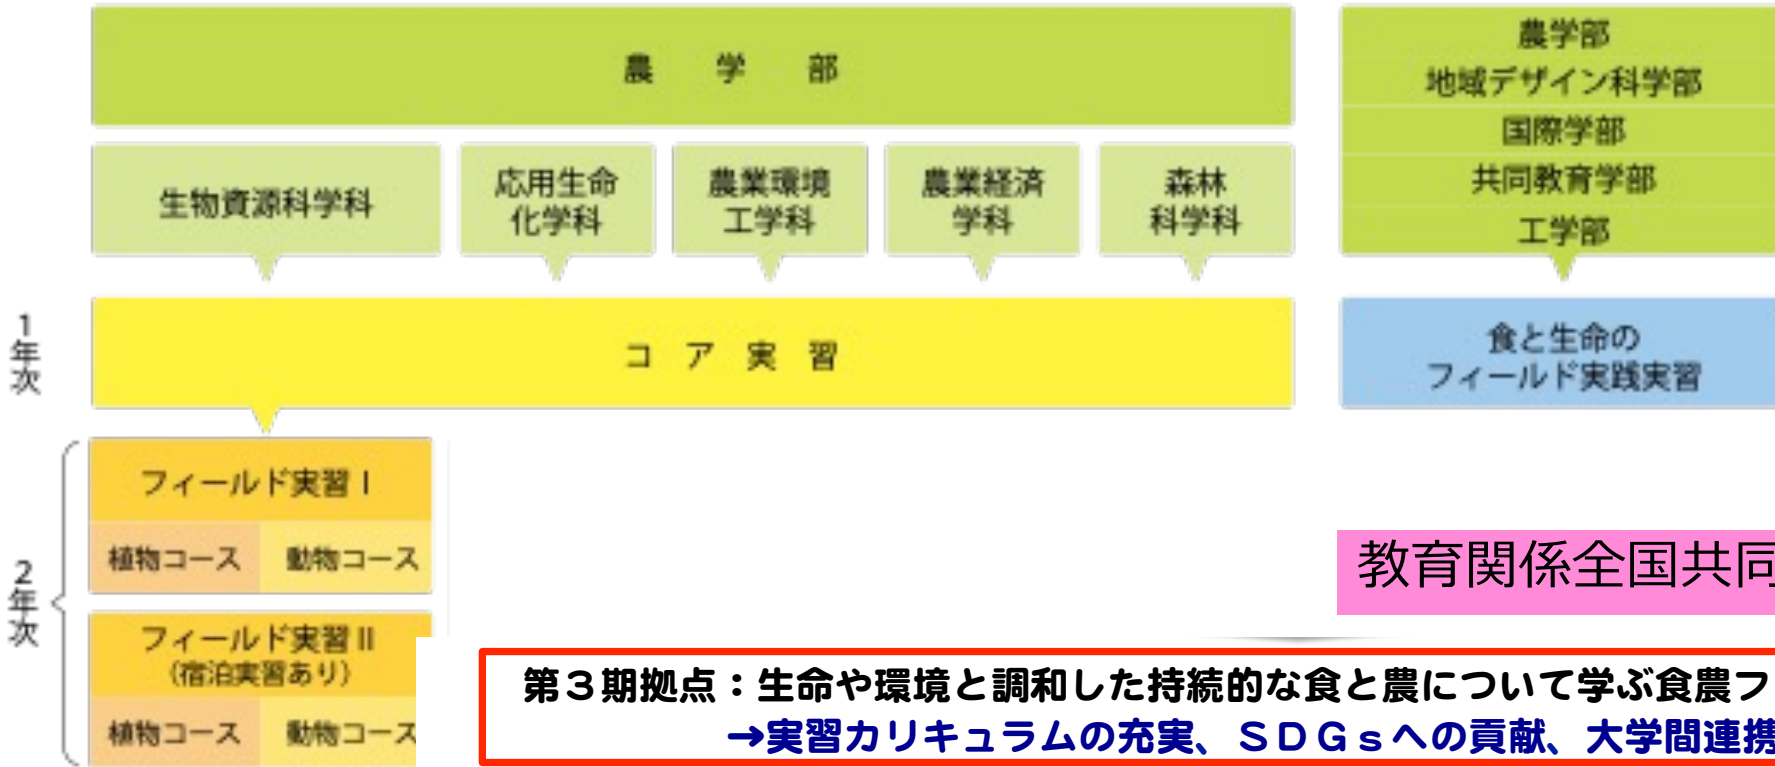 農 学 部
農学部
地域デザイン科学部
国際学部
共同教育学部
工学部
生物資源科学科
応用生命
化学科
農業環境
工学科
農業経済
学科
森林
科学科
1年次
コ ア 実 習
食と生命の
フィールド実践実習
2年次
フィールド実習 I
植物コース 動物コース
フィールド実習 II
(宿泊実習あり)
植物コース 動物コース
教育関係全国共同
第3期拠点：生命や環境と調和した持続的な食と農について学ぶ食農フ
→実習カリキュラムの充実、ＳＤＧｓへの貢献、大学間連携